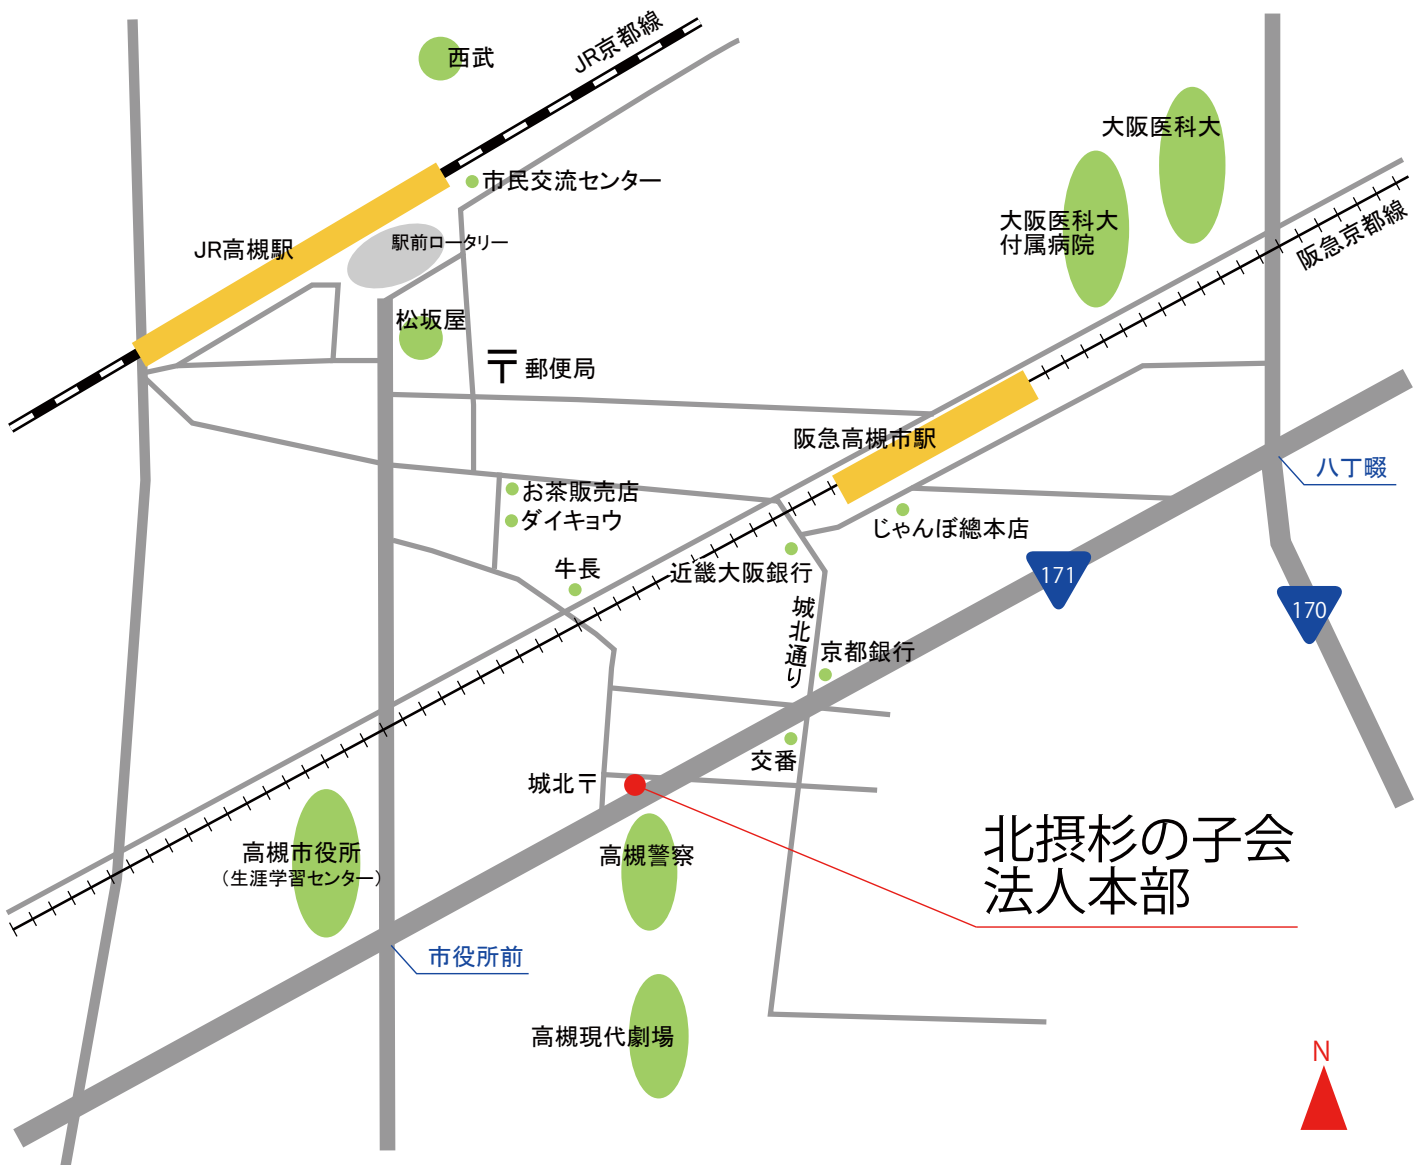 西武
JR京都線
大阪医科大
市民交流センター
大阪医科大
付属病院
阪急京都線
駅前ロータリー
JR高槻駅
松坂屋
〒 郵便局
阪急高槻市駅
八丁畷
お茶販売店
ダイキョウ
じゃんぼ總本店
牛長
近畿大阪銀行
171
170
城北通り
京都銀行
交番
城北〒
北摂杉の子会
法人本部
高槻市役所
（生涯学習センター）
高槻警察
市役所前
高槻現代劇場
N